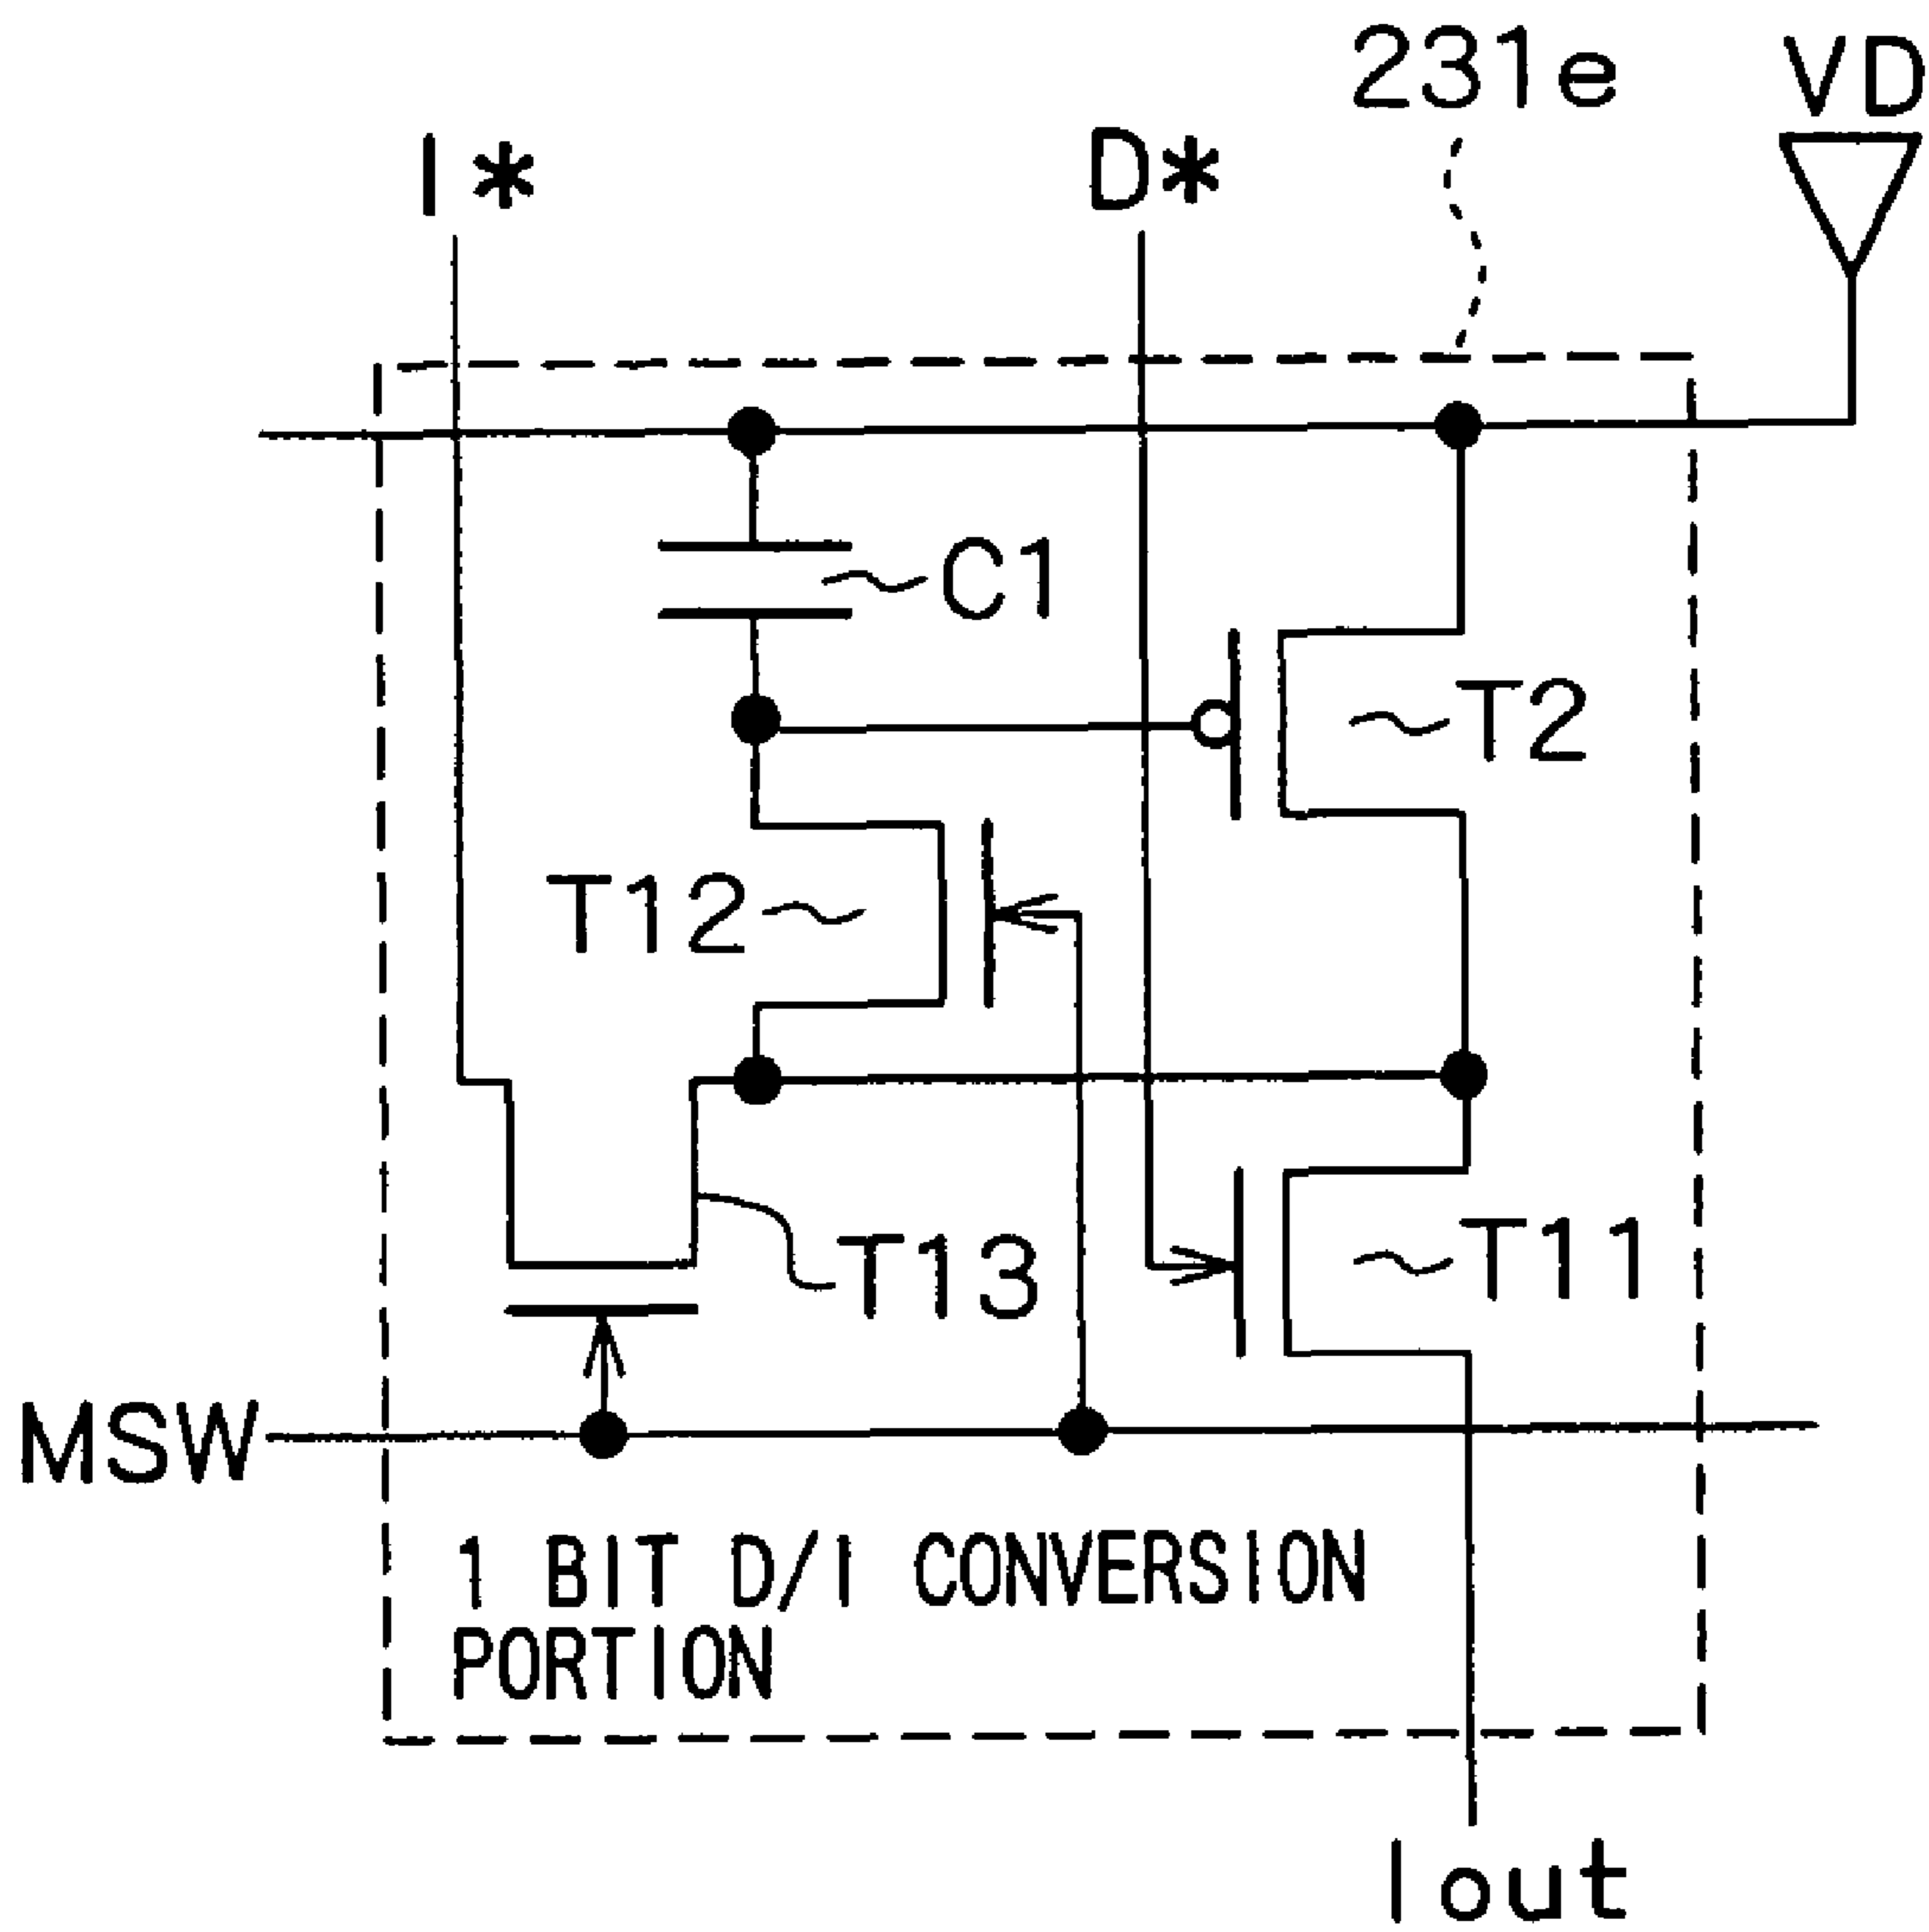 231e
VD
I*
D*
C1
T2
T12
T13
T11
MSW
1 BIT D/I CONVERSION
PORTION
Iout